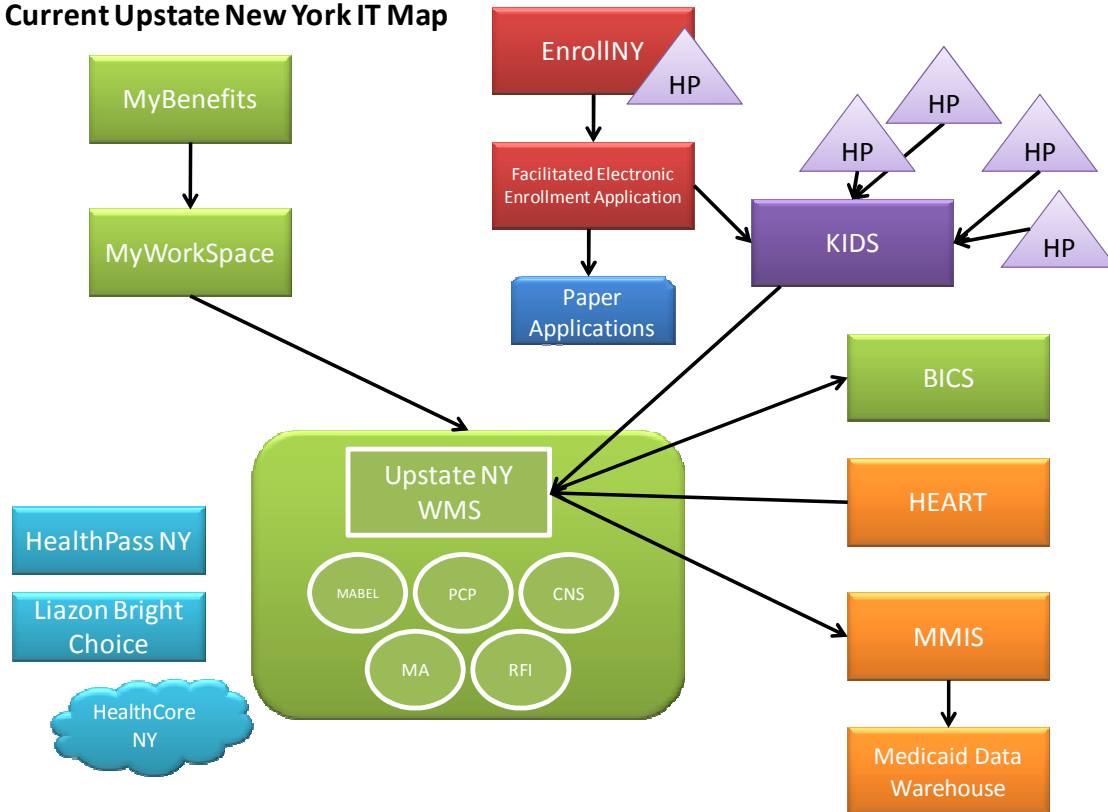 Current Upstate New York IT Map
EnrollNY
HP
MyBenefits
HP
HP
HP
HP
Facilitated Electronic
Enrollment Application
KIDS
MyWorkSpace
Paper
Applications
BICS
Upstate NY
WMS
HEART
HealthPass NY
MABEL
PCP
CNS
Liazon Bright
Choice
MMIS
MA
RFI
HealthCore
NY
Medicaid Data
Warehouse